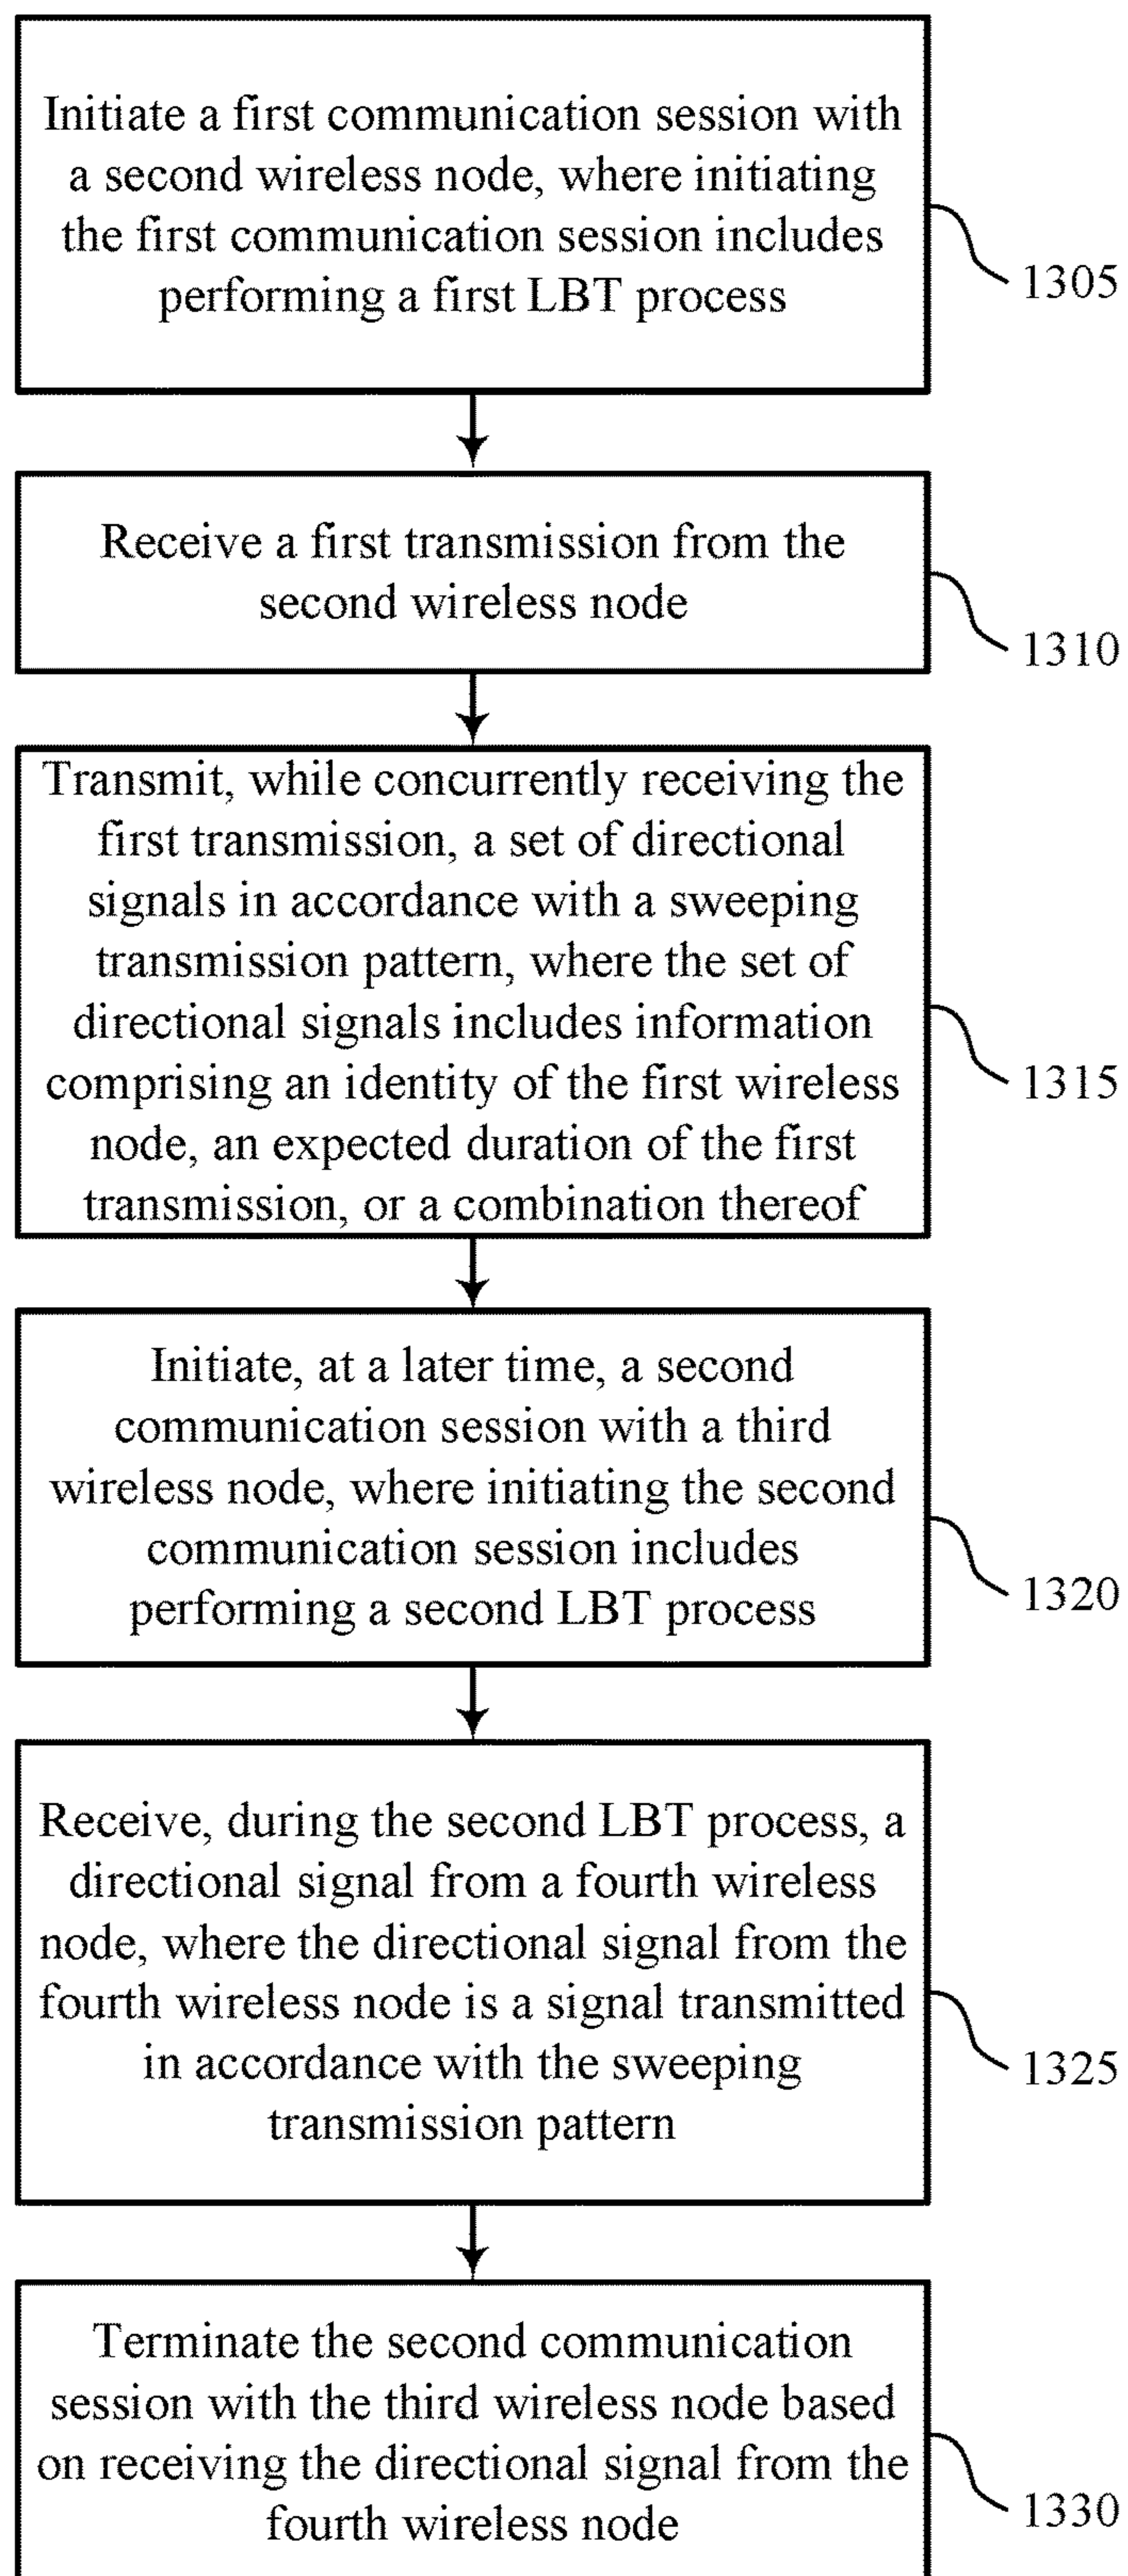 Initiate a first communication session with
a second wireless node, where initiating
the first communication session includes
performing a first LBT process
1305
Receive a first transmission from the
second wireless node
1310
Transmit, while concurrently receiving the
first transmission, a set of directional
signals in accordance with a sweeping
transmission pattern, where the set of
directional signals includes information
comprising an identity of the first wireless
node, an expected duration of the first
transmission, or a combination thereof
1315
Initiate, at a later time, a second
communication session with a third
wireless node, where initiating the second
communication session includes
performing a second LBT process
1320
Receive, during the second LBT process, a
directional signal from a fourth wireless
node, where the directional signal from the
fourth wireless node is a signal transmitted
in accordance with the sweeping
transmission pattern
1325
Terminate the second communication
session with the third wireless node based
on receiving the directional signal from the
fourth wireless node
1330